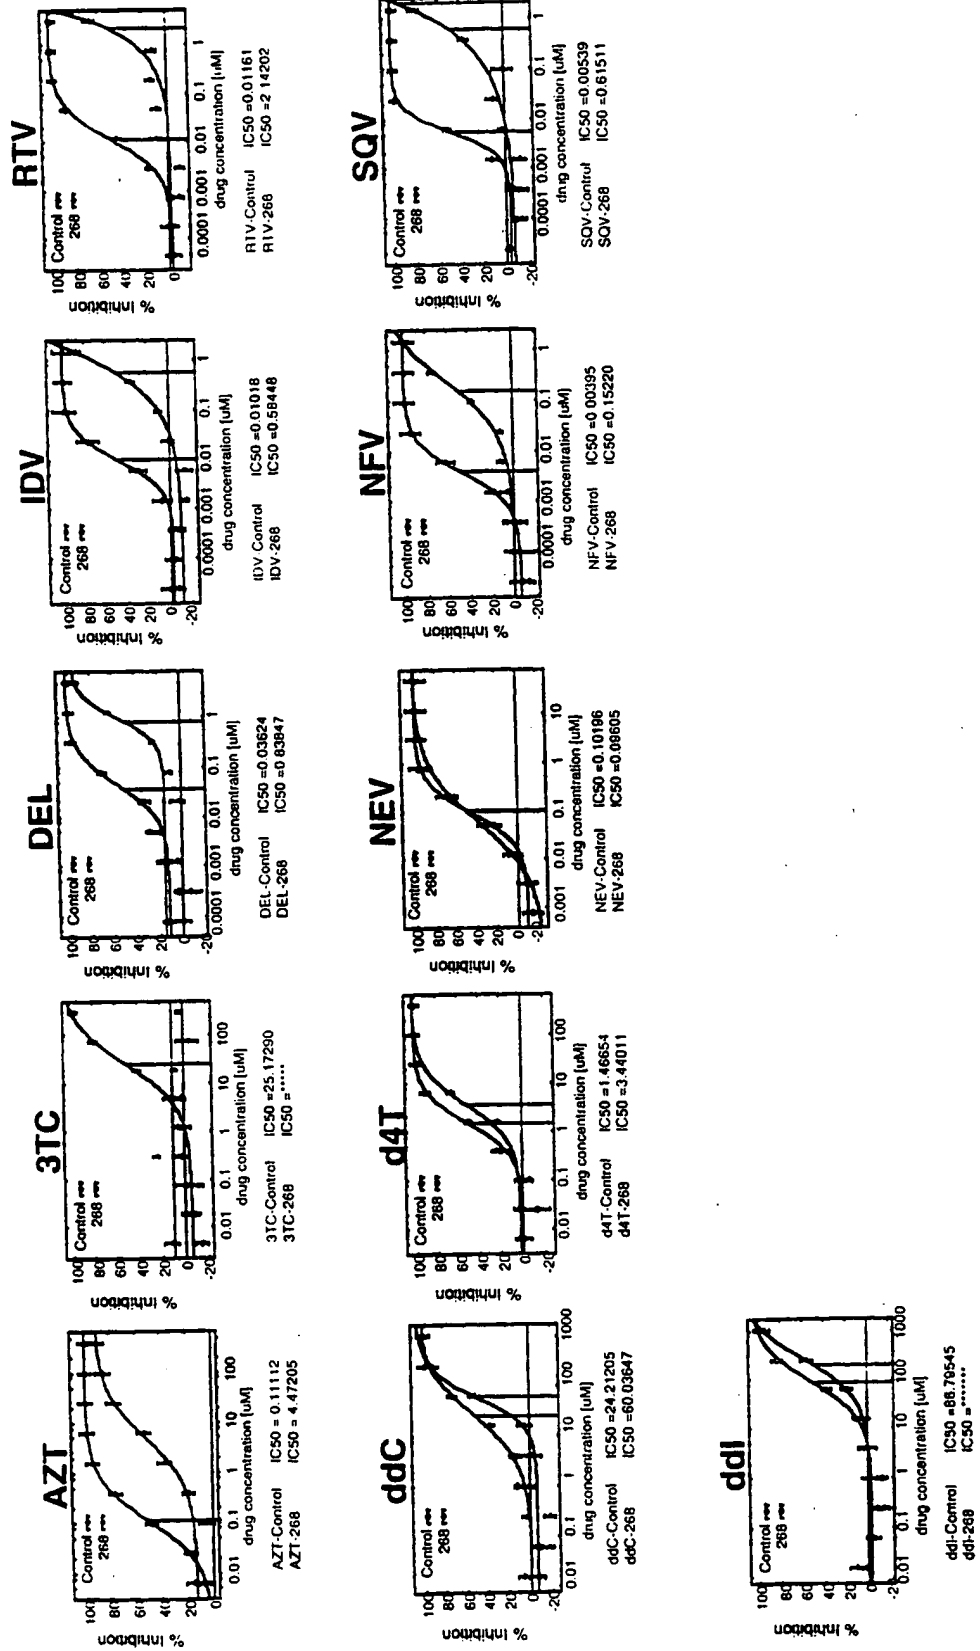 AZT
% Inhibition
100
80
60
40
20
0
Control
268
0.01 0.1 1 10 100
drug concentration [uM]
AZT-Control IC50 = 0.11112
AZT-268 IC50 = 4.47205
3TC
% Inhibition
100
80
60
40
20
0
-20
Control
268
0.01 0.1 1 10 100
drug concentration [uM]
3TC-Control IC50 =25.17290
3TC-268 IC50 =*****
DEL
% Inhibition
100
80
60
40
20
0
-20
Control
268
0.0001 0.001 0.01 0.1 1
drug concentration [uM]
DEL-Control IC50 =0.03624
DEL-268 IC50 =0.83847
IDV
% Inhibition
100
80
60
40
20
0
-20
Control
268
0.0001 0.001 0.01 0.1 1
drug concentration [uM]
IDV-Control IC50 =0.01018
IDV-268 IC50 =0.58448
RTV
% Inhibition
100
80
60
40
20
0
Control
268
0.0001 0.001 0.01 0.1 1
drug concentration [uM]
RTV-Control IC50 =0.01161
RTV-268 IC50 =2 14202
ddC
% Inhibition
100
80
60
40
20
0
-20
Control
268
0.01 0.1 1 10 100 1000
drug concentration [uM]
ddC-Control IC50 =24.21205
ddC-268 IC50 =60.03647
d4T
% Inhibition
100
80
60
40
20
0
-20
Control
268
0.01 0.1 1 10 100
drug concentration [uM]
d4T-Control IC50 =1.46654
d4T-268 IC50 =3.44011
NEV
% Inhibition
100
80
60
40
20
0
-20
Control
268
0.001 0.01 0.1 1 10
drug concentration [uM]
NEV-Control IC50 =0.10196
NEV-268 IC50 =0.09605
NFV
% Inhibition
100
80
60
40
20
0
-20
Control
268
0.0001 0.001 0.01 0.1 1
drug concentration [uM]
NFV-Control IC50 =0 00395
NFV-268 IC50 =0.15220
SQV
% Inhibition
100
80
60
40
20
0
-20
Control
268
0.0001 0.001 0.01 0.1 1
drug concentration [uM]
SQV-Control IC50 =0.00539
SQV-268 IC50 =0.61511
ddI
% Inhibition
100
80
60
40
20
0
-20
Control
268
0.01 0.1 1 10 100 1000
drug concentration [uM]
ddI-Control IC50 =86.79545
ddI-268 IC50 =*******